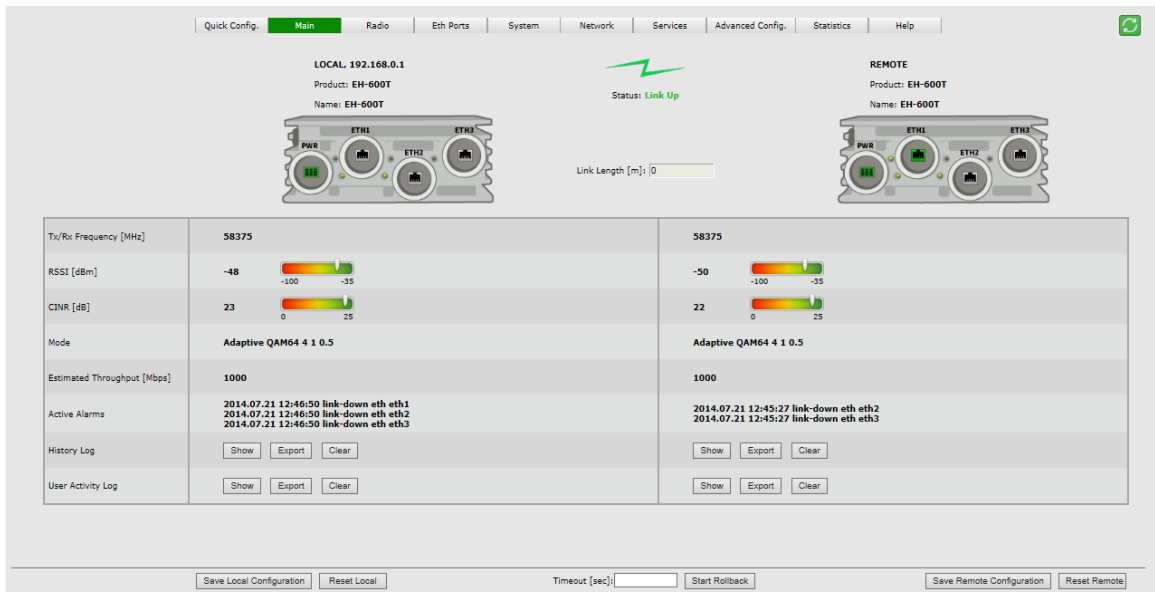 Quick Config. Main Radio Eth Ports System Network Services Advanced Config. Statistics Help
LOCAL, 192.168.0.1
Product: EH-600T
Name: EH-600T
PWR ETH1 ETH2 ETH3
Status: Link Up
Link Length [m]: 0
REMOTE
Product: EH-600T
Name: EH-600T
PWR ETH1 ETH2 ETH3
Tx/Rx Frequency [MHz] 58375 58375
RSSI [dBm] -48 -100 -35 -50 -100 -35
CINR [dB] 23 0 25 22 0 25
Mode Adaptive QAM64 4 1 0.5 Adaptive QAM64 4 1 0.5
Estimated Throughput [Mbps] 1000 1000
Active Alarms
2014.07.21 12:46:50 link-down eth eth1
2014.07.21 12:46:50 link-down eth eth2
2014.07.21 12:46:50 link-down eth eth3
2014.07.21 12:45:27 link-down eth eth2
2014.07.21 12:45:27 link-down eth eth3
History Log Show Export Clear Show Export Clear
User Activity Log Show Export Clear Show Export Clear
Save Local Configuration Reset Local Timeout [sec]: Start Rollback Save Remote Configuration Reset Remote